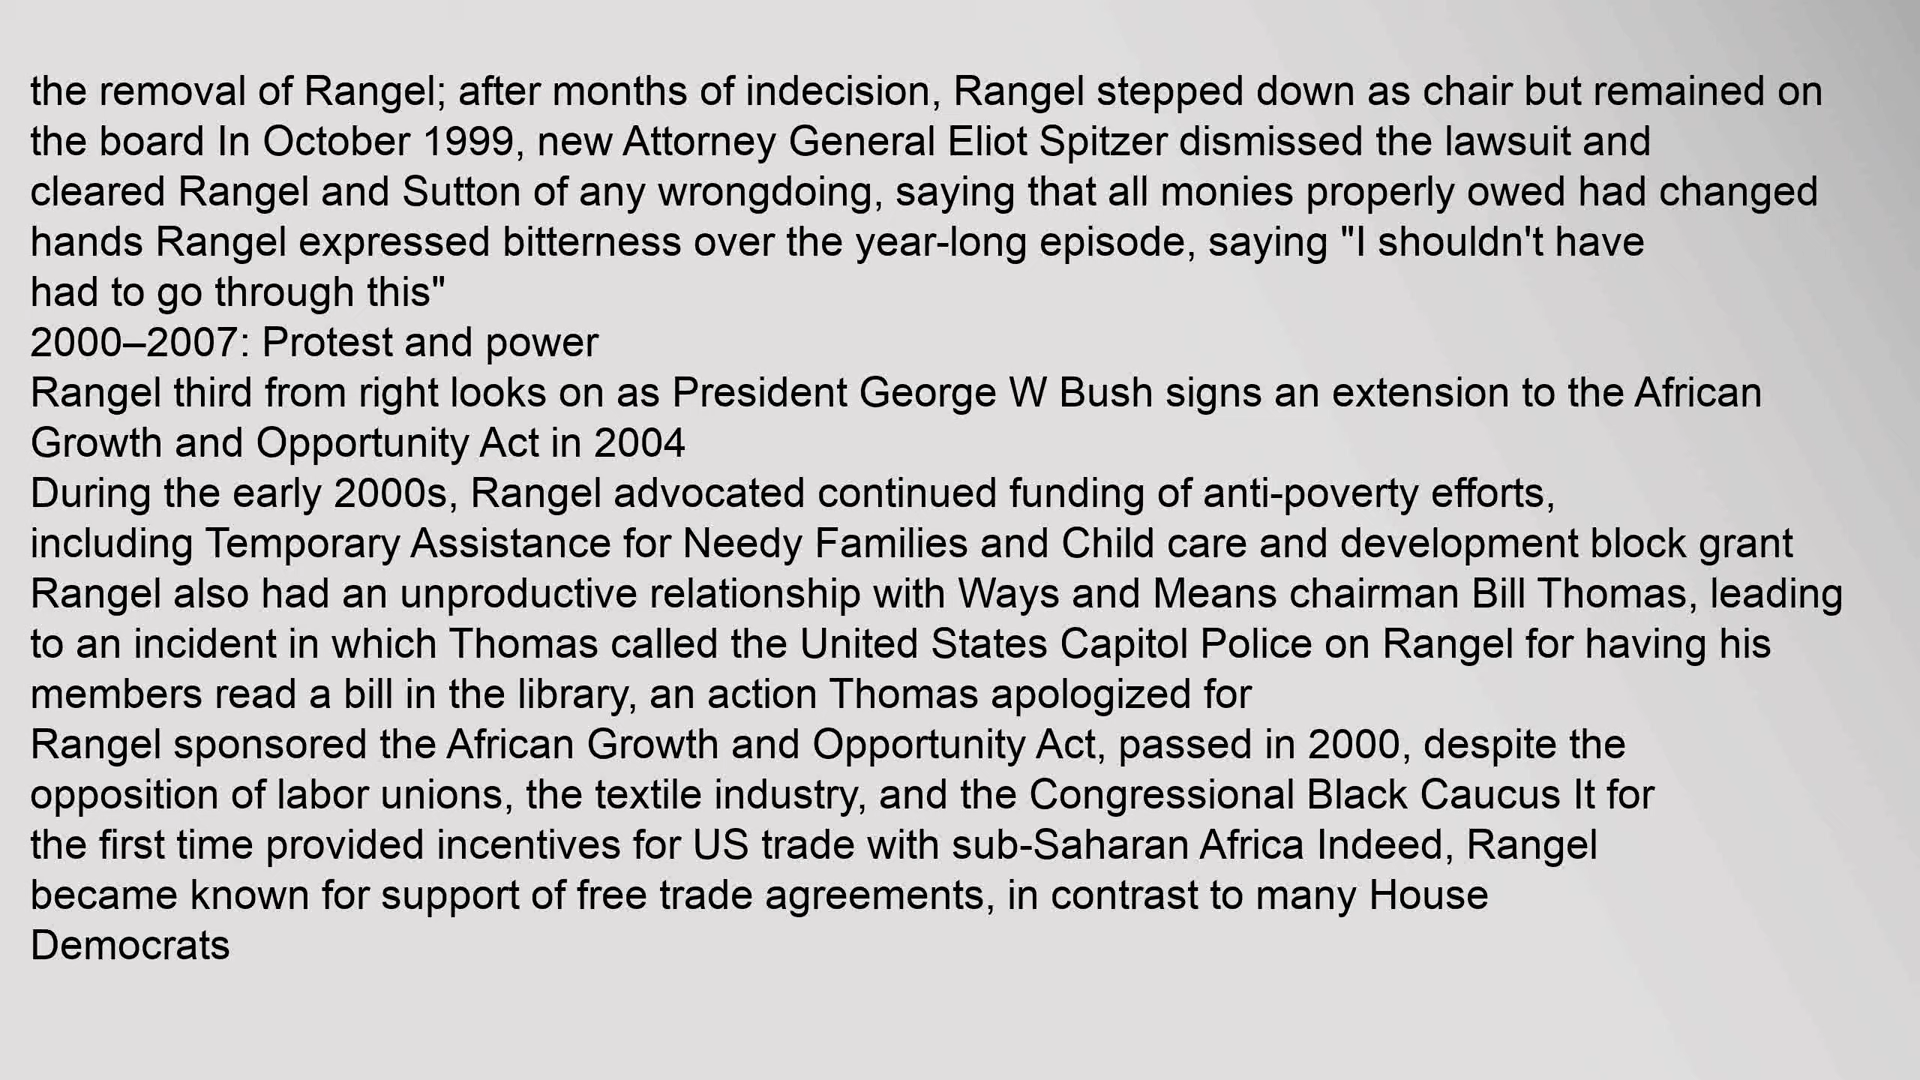 the removal of Rangel; after months of indecision, Rangel stepped down as chair but remained on
the board In October 1999, new Attorney General Eliot Spitzer dismissed the lawsuit and
cleared Rangel and Sutton of any wrongdoing, saying that all monies properly owed had changed
hands Rangel expressed bitterness over the year-long episode, saying "I shouldn't have
had to go through this"
2000–2007: Protest and power
Rangel third from right looks on as President George W Bush signs an extension to the African
Growth and Opportunity Act in 2004
During the early 2000s, Rangel advocated continued funding of anti-poverty efforts,
including Temporary Assistance for Needy Families and Child care and development block grant
Rangel also had an unproductive relationship with Ways and Means chairman Bill Thomas, leading
to an incident in which Thomas called the United States Capitol Police on Rangel for having his
members read a bill in the library, an action Thomas apologized for
Rangel sponsored the African Growth and Opportunity Act, passed in 2000, despite the
opposition of labor unions, the textile industry, and the Congressional Black Caucus It for
the first time provided incentives for US trade with sub-Saharan Africa Indeed, Rangel
became known for support of free trade agreements, in contrast to many House
Democrats